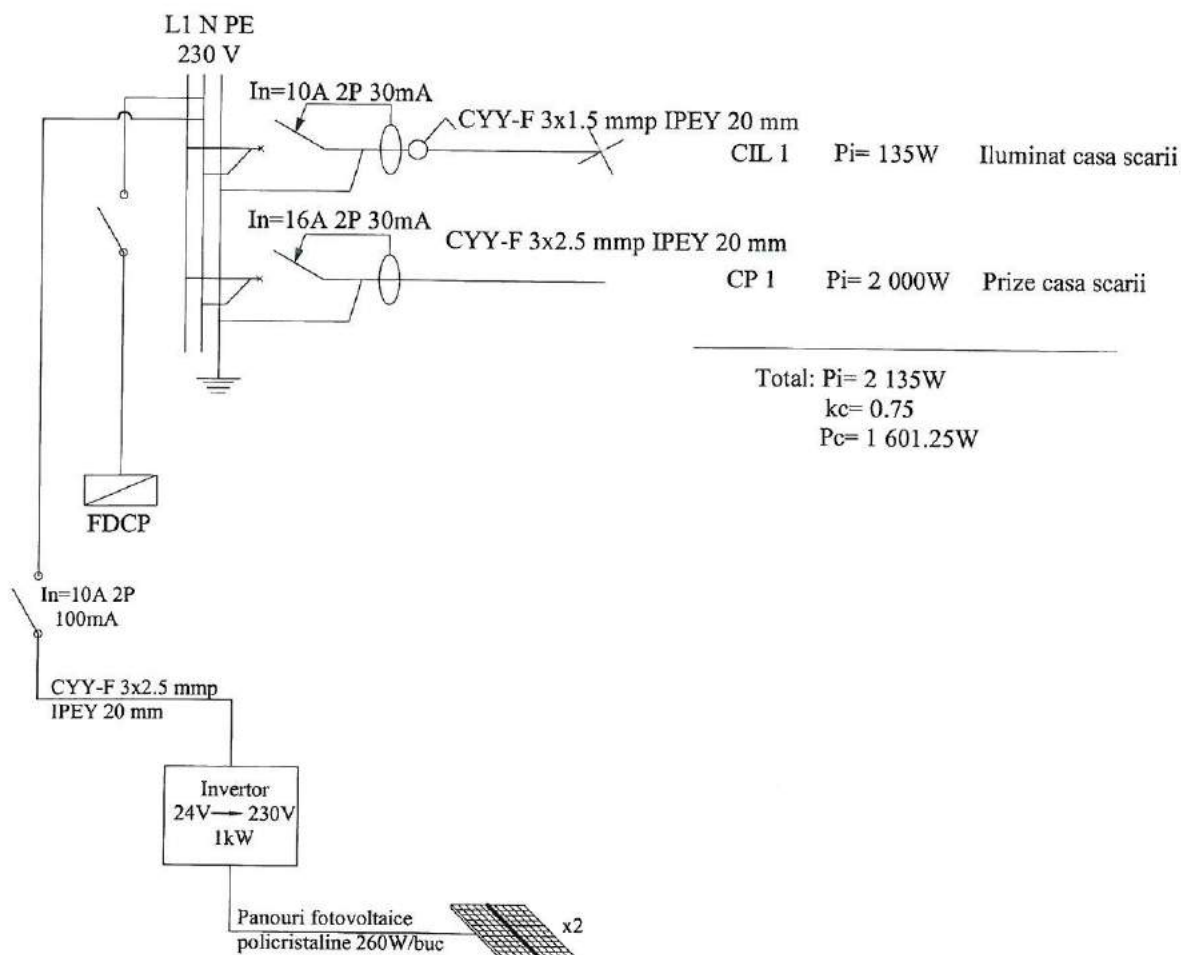 L1 N PE
230 V
In=10A 2P 30mA
CYY-F 3x1.5 mmp IPEY 20 mm
CIL 1 Pi= 135W Iluminat casa scarii
In=16A 2P 30mA
CYY-F 3x2.5 mmp IPEY 20 mm
CP 1 Pi= 2 000W Prize casa scarii
Total: Pi= 2 135W
kc= 0.75
Pc= 1 601.25W
FDCP
In=10A 2P
100mA
CYY-F 3x2.5 mmp
IPEY 20 mm
Invertor
24V 230V
1kW
Panouri fotovoltaice
policristaline 260W/buc
x2